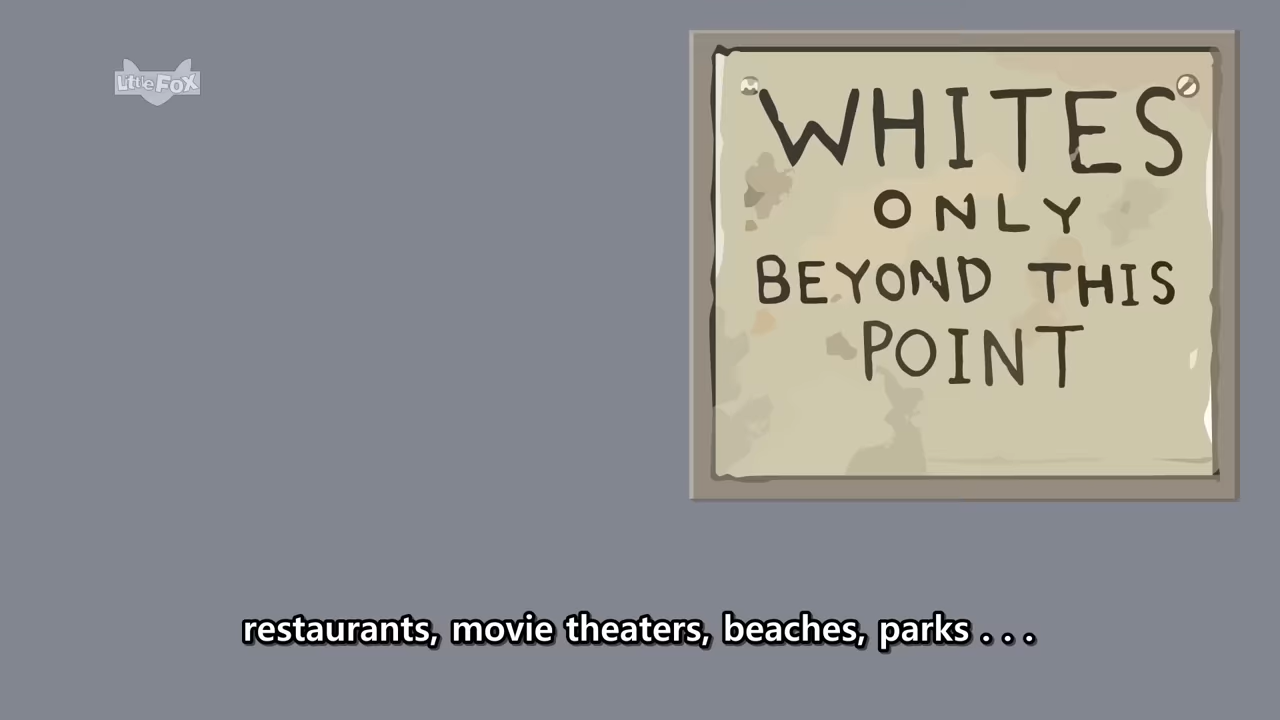 Little Fox
WHITES
ONLY
BEYOND THIS
POINT
restaurants, movie theaters, beaches, parks . . .